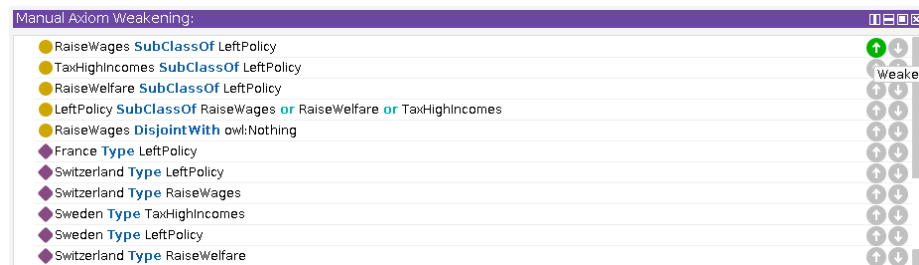 Manual Axiom Weakening:
RaiseWages SubClassOf LeftPolicy
TaxHighIncomes SubClassOf LeftPolicy
Weake
RaiseWelfare SubClassOf LeftPolicy
LeftPolicy SubClassOf RaiseWages or RaiseWelfare or TaxHighIncomes
RaiseWages DisjointWith owl:Nothing
France Type LeftPolicy
Switzerland Type LeftPolicy
Switzerland Type RaiseWages
Sweden Type TaxHighIncomes
Sweden Type LeftPolicy
Switzerland Type RaiseWelfare